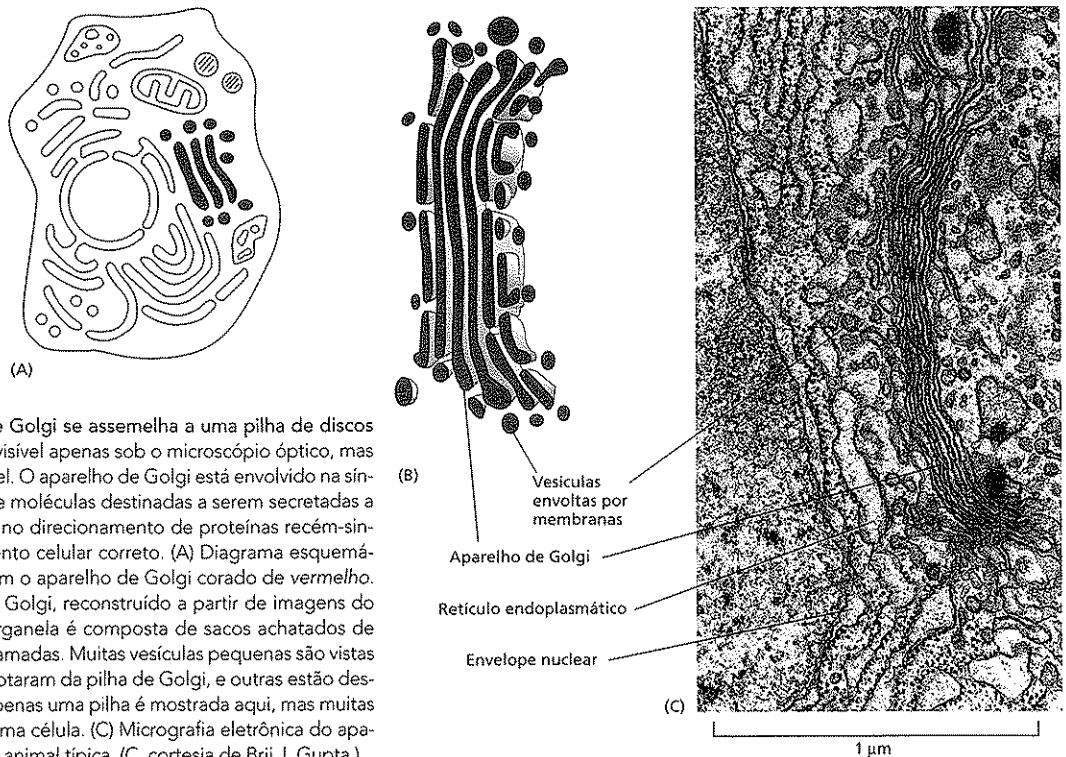 (A)
e Golgi se assemelha a uma pilha de discos
visível apenas sob o microscópio óptico, mas
el. O aparelho de Golgi está envolvido na sín-
e moléculas destinadas a serem secretadas a
no direcionamento de proteínas recém-sin-
nto celular correto. (A) Diagrama esquemá-
m o aparelho de Golgi corado de vermelho.
Golgi, reconstruído a partir de imagens do
rganela é composta de sacos achatados de
amadas. Muitas vesículas pequenas são vistas
otaram da pilha de Golgi, e outras estão des-
penas uma pilha é mostrada aqui, mas muitas
ma célula. (C) Micrografia eletrônica do apa-
animal típica. (C, cortesia de Brij J. Gupta.)
(B)
Vesículas
envoltas por
membranas
Aparelho de Golgi
Retículo endoplasmático
Envelope nuclear
(C)
1 μm